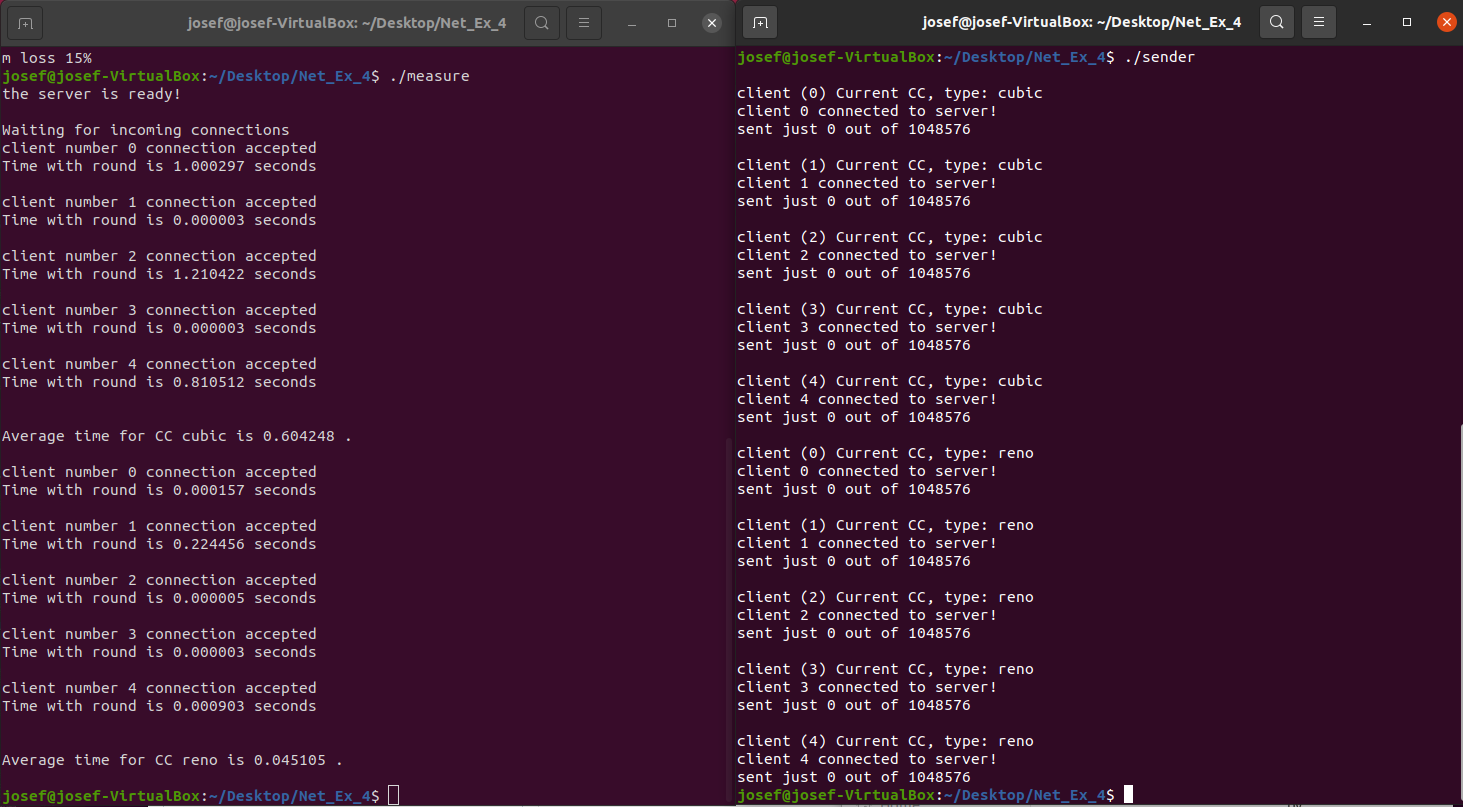 josef@josef-VirtualBox: ~/Desktop/Net_Ex_4
m loss 15%
josef@josef-VirtualBox:~/Desktop/Net_Ex_4$ ./measure
the server is ready!
Waiting for incoming connections
client number 0 connection accepted
Time with round is 1.000297 seconds
client number 1 connection accepted
Time with round is 0.000003 seconds
client number 2 connection accepted
Time with round is 1.210422 seconds
client number 3 connection accepted
Time with round is 0.000003 seconds
client number 4 connection accepted
Time with round is 0.810512 seconds
Average time for CC cubic is 0.604248 .
client number 0 connection accepted
Time with round is 0.000157 seconds
client number 1 connection accepted
Time with round is 0.224456 seconds
client number 2 connection accepted
Time with round is 0.000005 seconds
client number 3 connection accepted
Time with round is 0.000003 seconds
client number 4 connection accepted
Time with round is 0.000903 seconds
Average time for CC reno is 0.045105 .
josef@josef-VirtualBox:~/Desktop/Net_Ex_4$
josef@josef-VirtualBox: ~/Desktop/Net_Ex_4
josef@josef-VirtualBox:~/Desktop/Net_Ex_4$ ./sender
client (0) Current CC, type: cubic
client 0 connected to server!
sent just 0 out of 1048576
client (1) Current CC, type: cubic
client 1 connected to server!
sent just 0 out of 1048576
client (2) Current CC, type: cubic
client 2 connected to server!
sent just 0 out of 1048576
client (3) Current CC, type: cubic
client 3 connected to server!
sent just 0 out of 1048576
client (4) Current CC, type: cubic
client 4 connected to server!
sent just 0 out of 1048576
client (0) Current CC, type: reno
client 0 connected to server!
sent just 0 out of 1048576
client (1) Current CC, type: reno
client 1 connected to server!
sent just 0 out of 1048576
client (2) Current CC, type: reno
client 2 connected to server!
sent just 0 out of 1048576
client (3) Current CC, type: reno
client 3 connected to server!
sent just 0 out of 1048576
client (4) Current CC, type: reno
client 4 connected to server!
sent just 0 out of 1048576
josef@josef-VirtualBox:~/Desktop/Net_Ex_4$